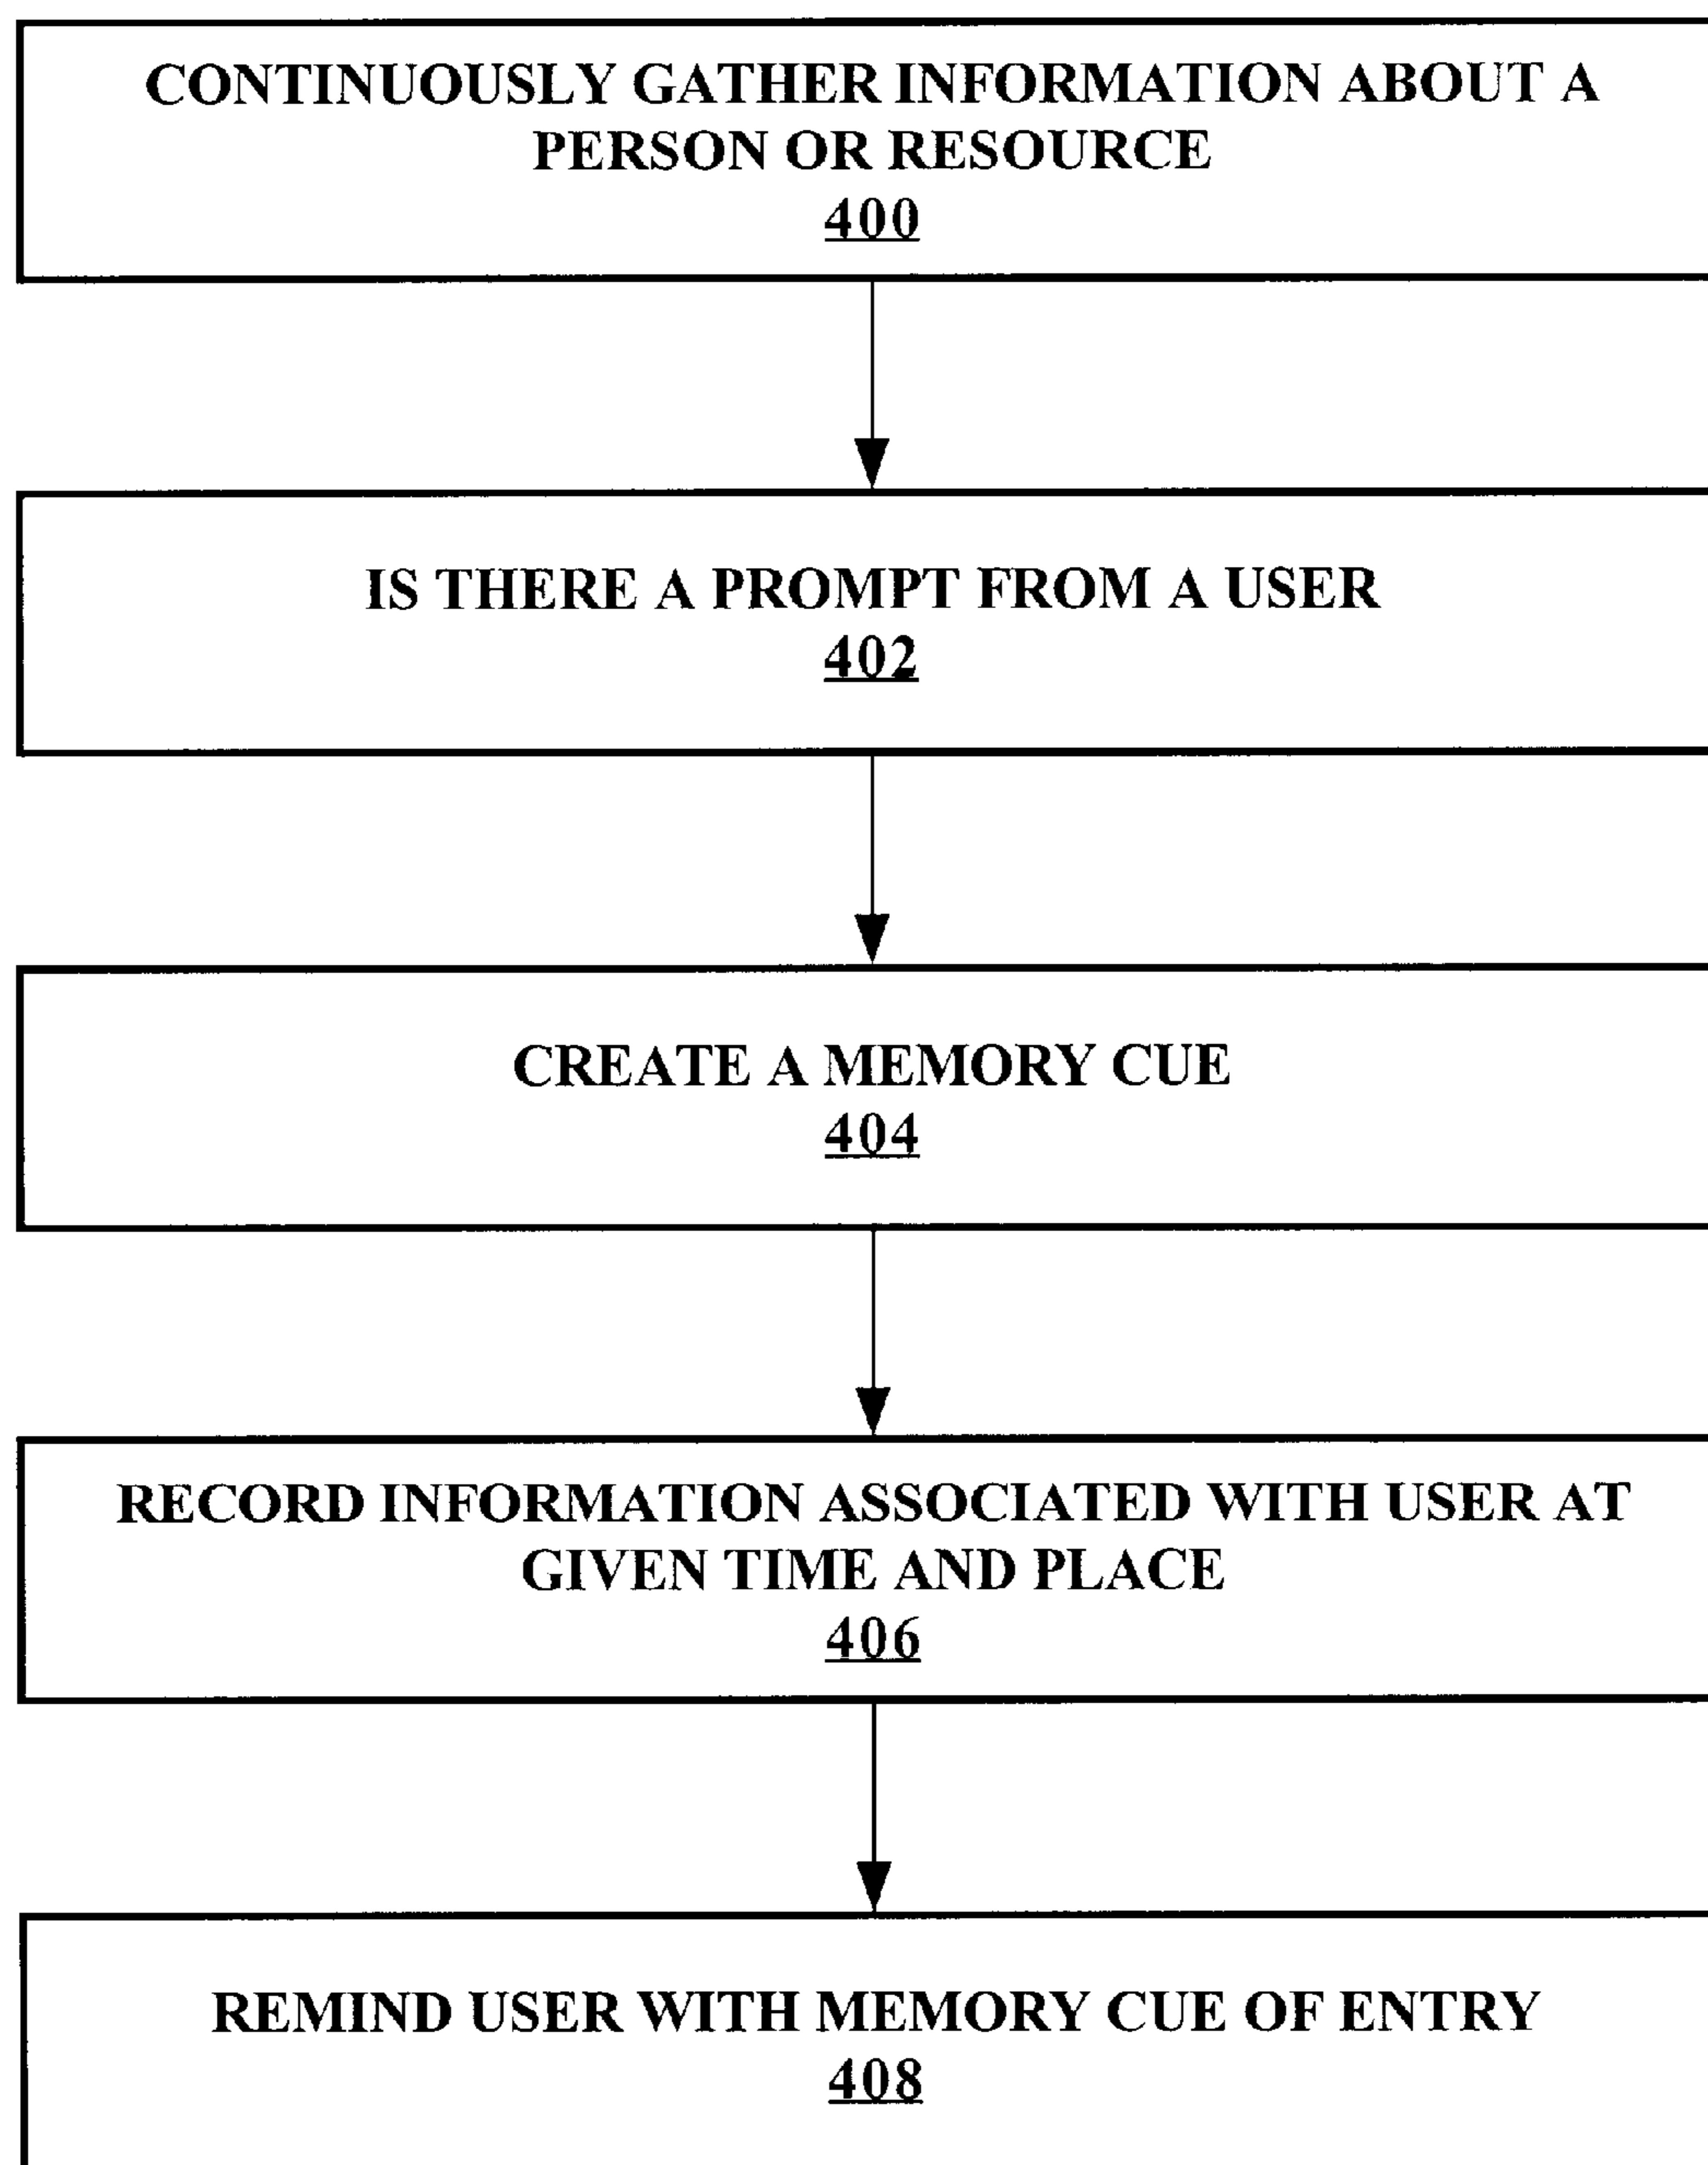 CONTINUOUSLY GATHER INFORMATION ABOUT A
PERSON OR RESOURCE
400
IS THERE A PROMPT FROM A USER
402
CREATE A MEMORY CUE
404
RECORD INFORMATION ASSOCIATED WITH USER AT
GIVEN TIME AND PLACE
406
REMIND USER WITH MEMORY CUE OF ENTRY
408